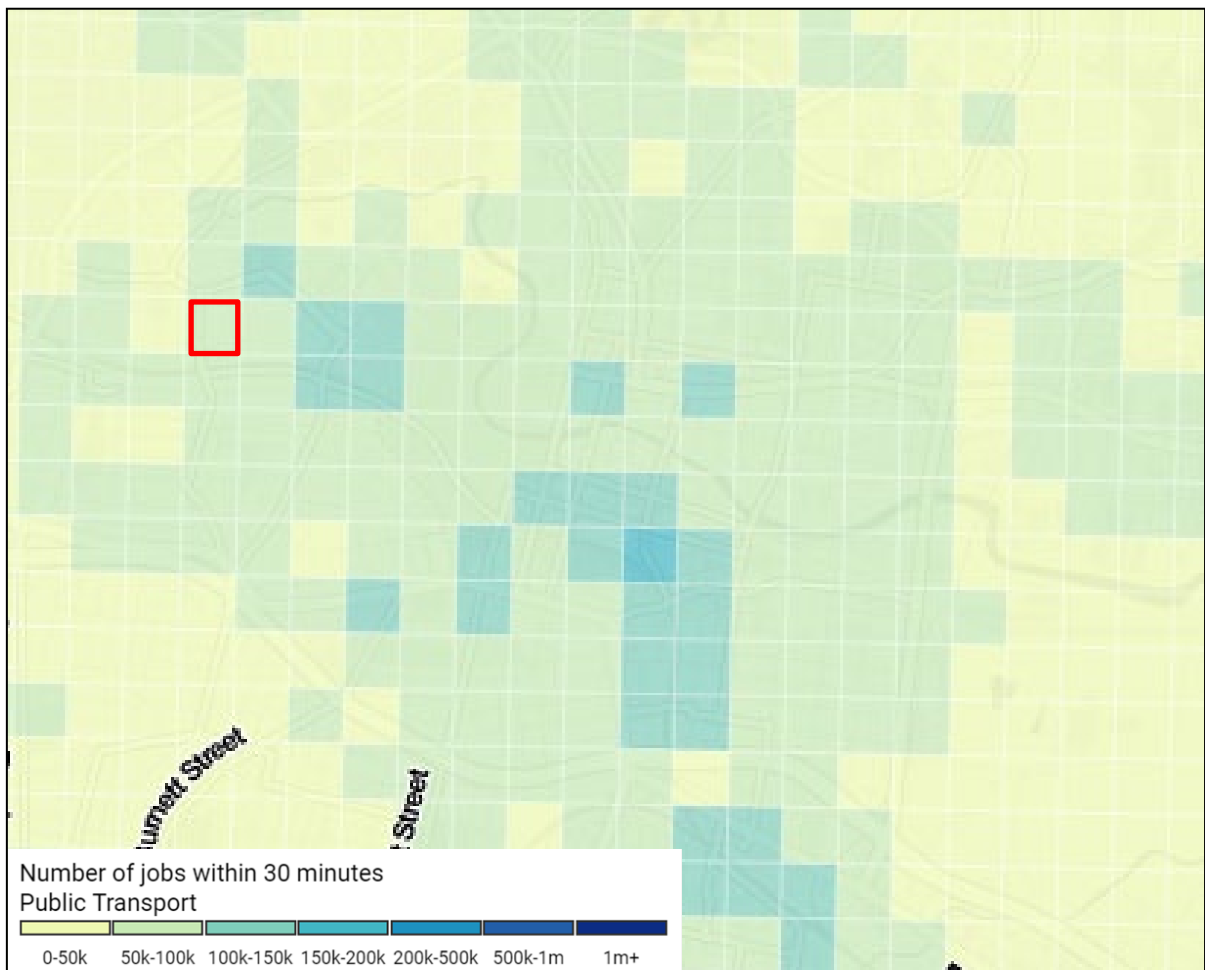 urnett Street
t Street
Number of jobs within 30 minutes
Public Transport
0-50k 50k-100k 100k-150k 150k-200k 200k-500k 500k-1m 1m+